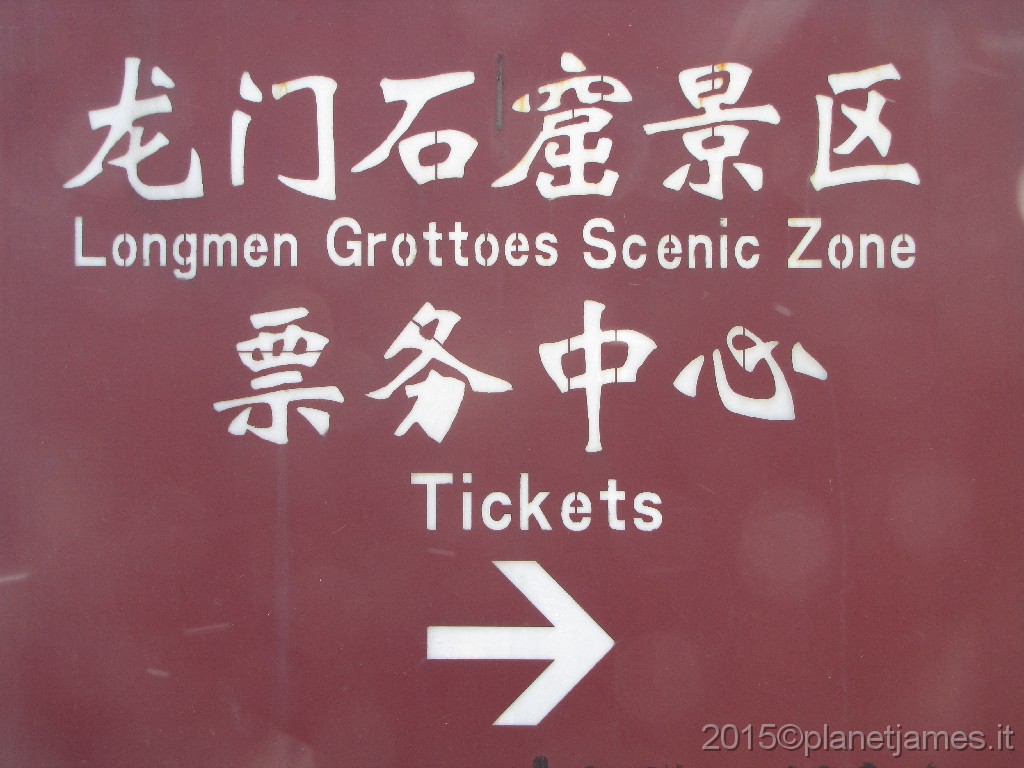 龙门石窟景区
Longmen Grottoes Scenic Zone
票务中心
Tickets
2015©planetjames.it